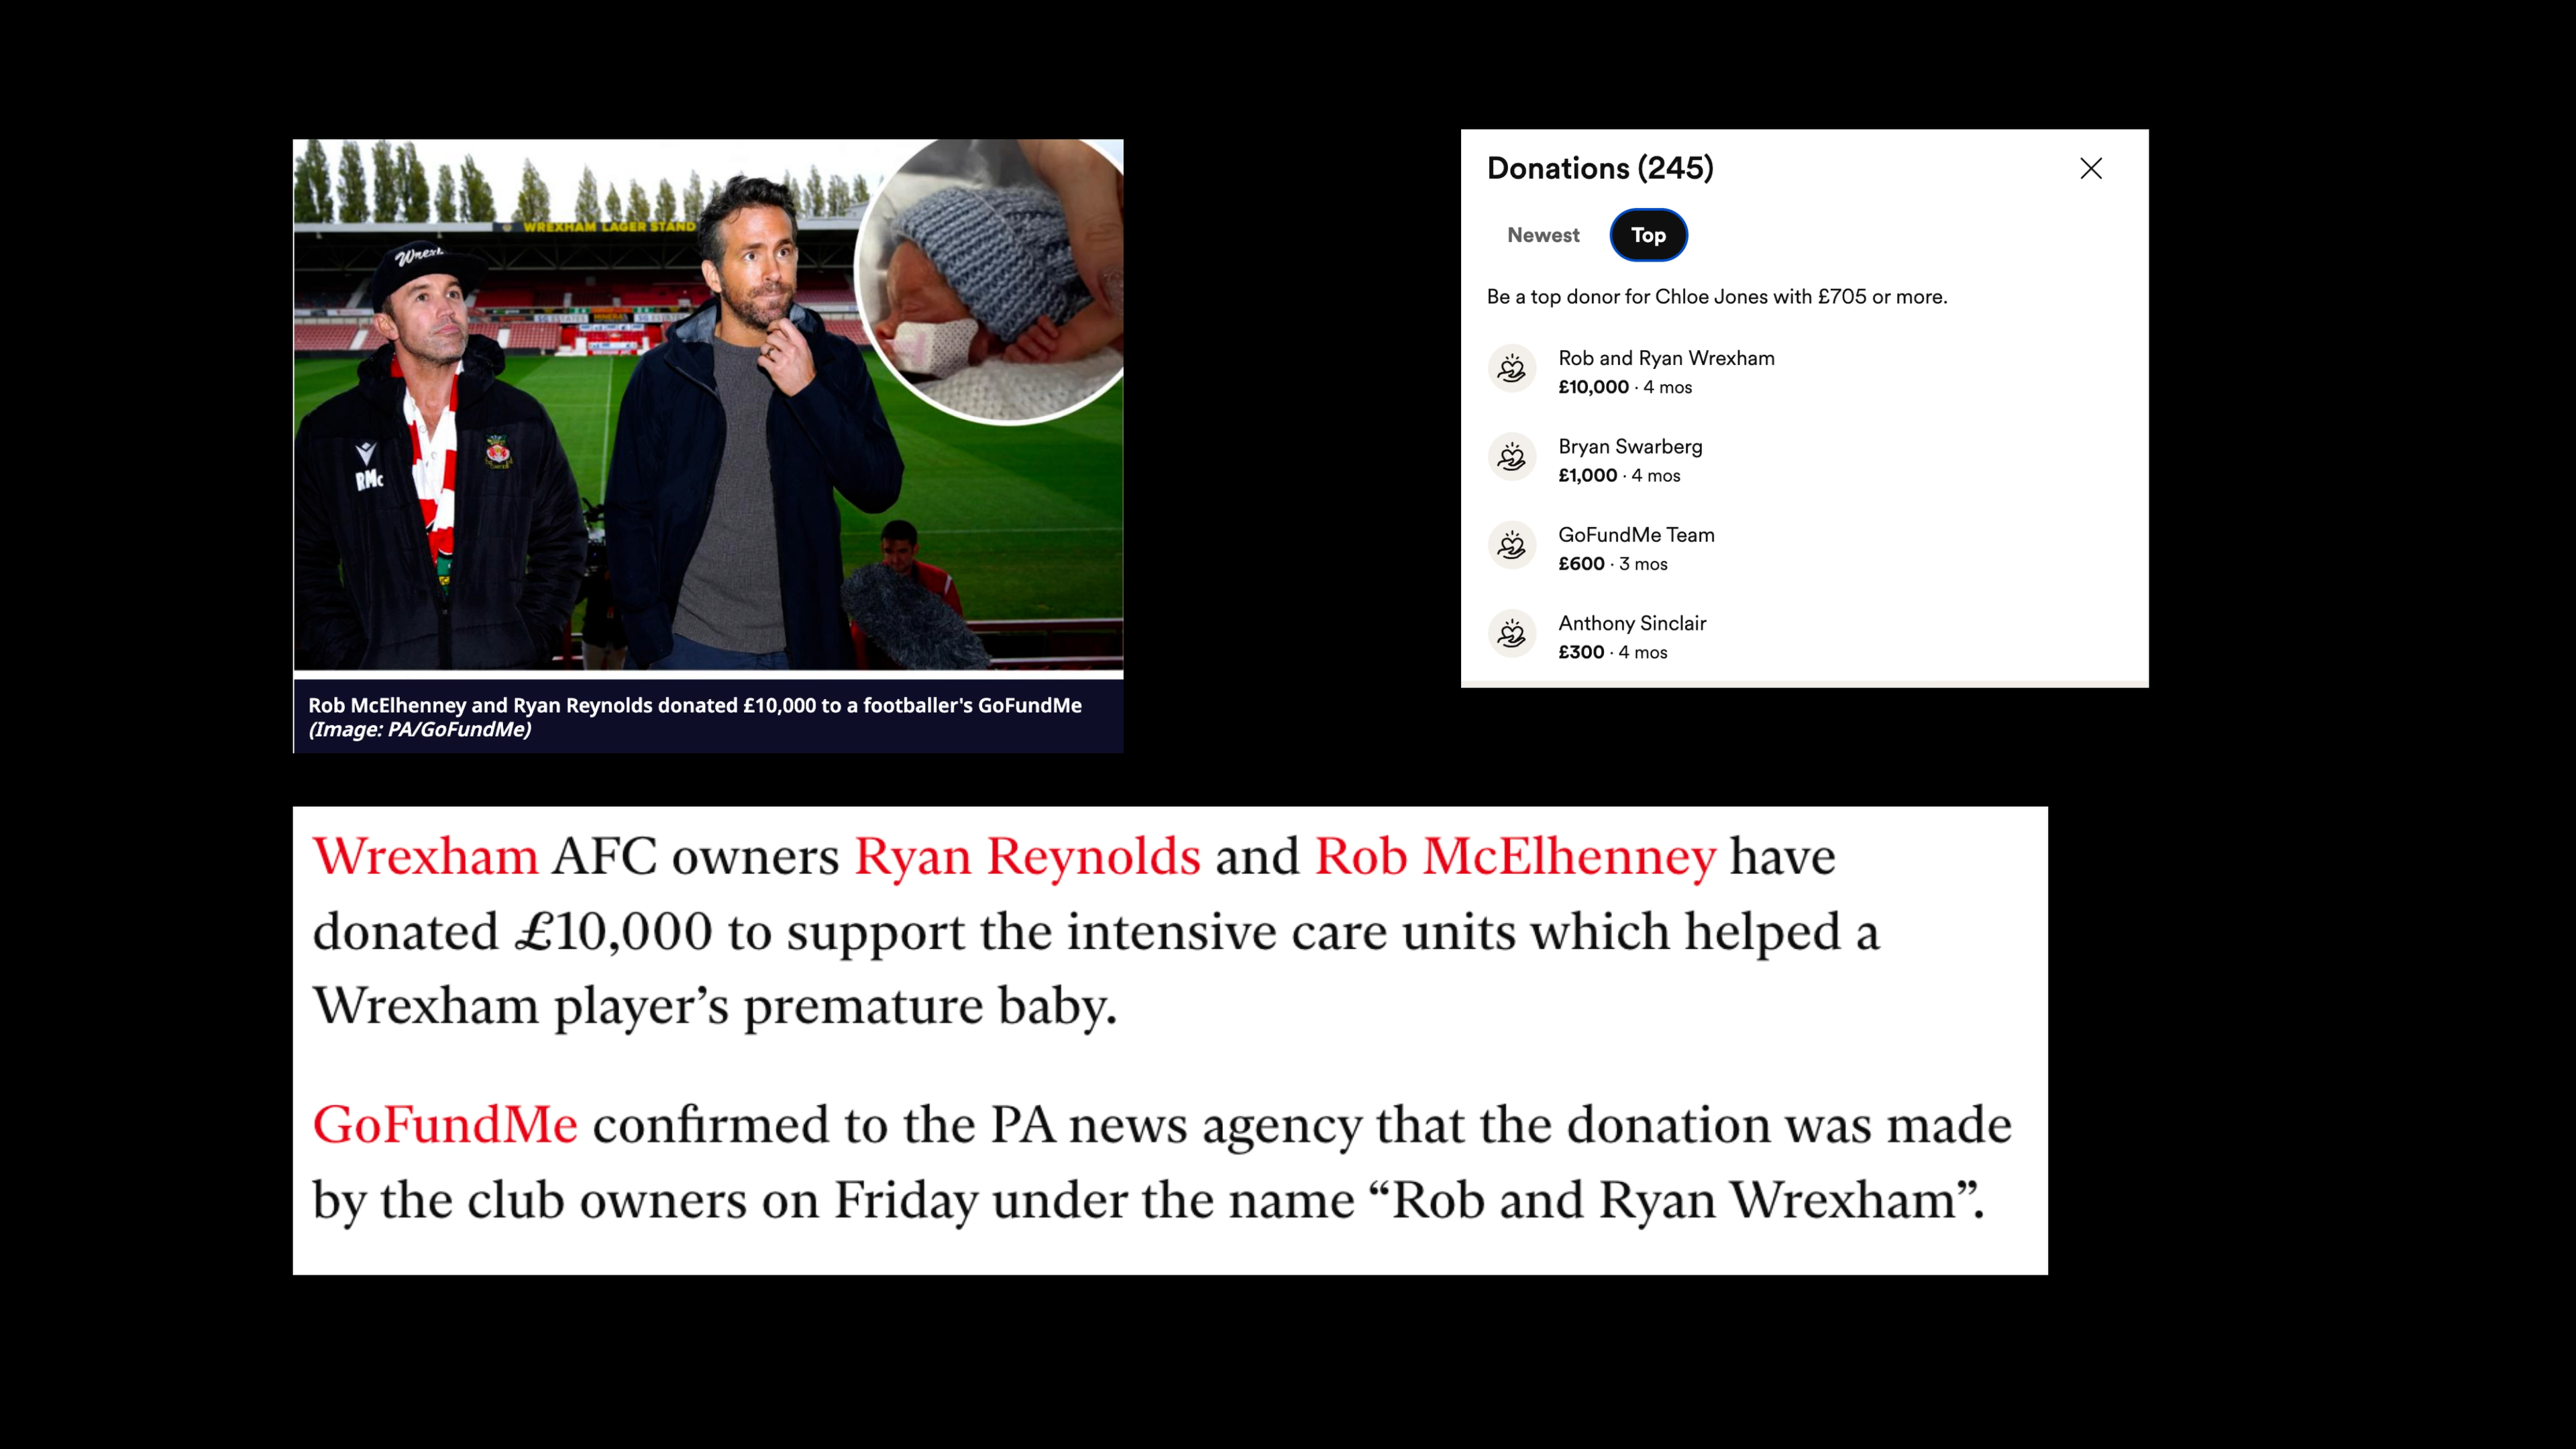 WREXHAM LAGER STAND
Wrexh
RMc
Rob McElhenney and Ryan Reynolds donated £10,000 to a footballer's GoFundMe
(Image: PA/GoFundMe)
Donations (245)
Newest
Top
Be a top donor for Chloe Jones with £705 or more.
Rob and Ryan Wrexham
£10,000 · 4 mos
Bryan Swarberg
£1,000 · 4 mos
GoFundMe Team
£600 · 3 mos
Anthony Sinclair
£300 · 4 mos
Wrexham AFC owners Ryan Reynolds and Rob McElhenney have
donated £10,000 to support the intensive care units which helped a
Wrexham player’s premature baby.
GoFundMe confirmed to the PA news agency that the donation was made
by the club owners on Friday under the name “Rob and Ryan Wrexham”.